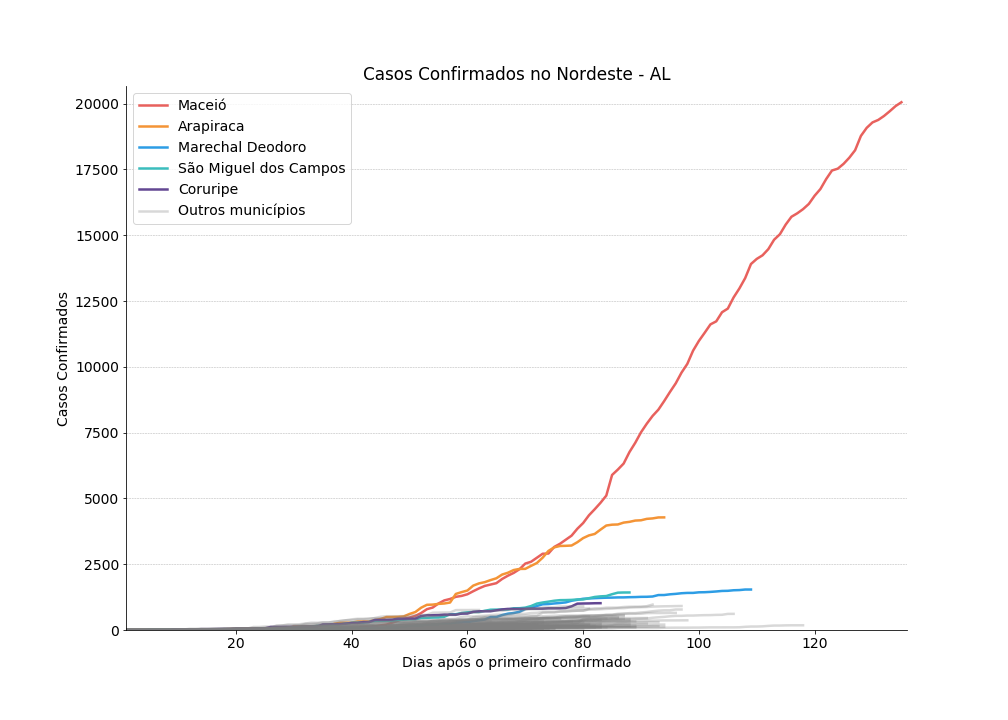 Casos Confirmados no Nordeste - AL
Maceió
Arapiraca
Marechal Deodoro
São Miguel dos Campos
Coruripe
Outros municípios
20000
17500
15000
12500
10000
7500
5000
2500
0
Casos Confirmados
20
40
60
80
100
120
Dias após o primeiro confirmado